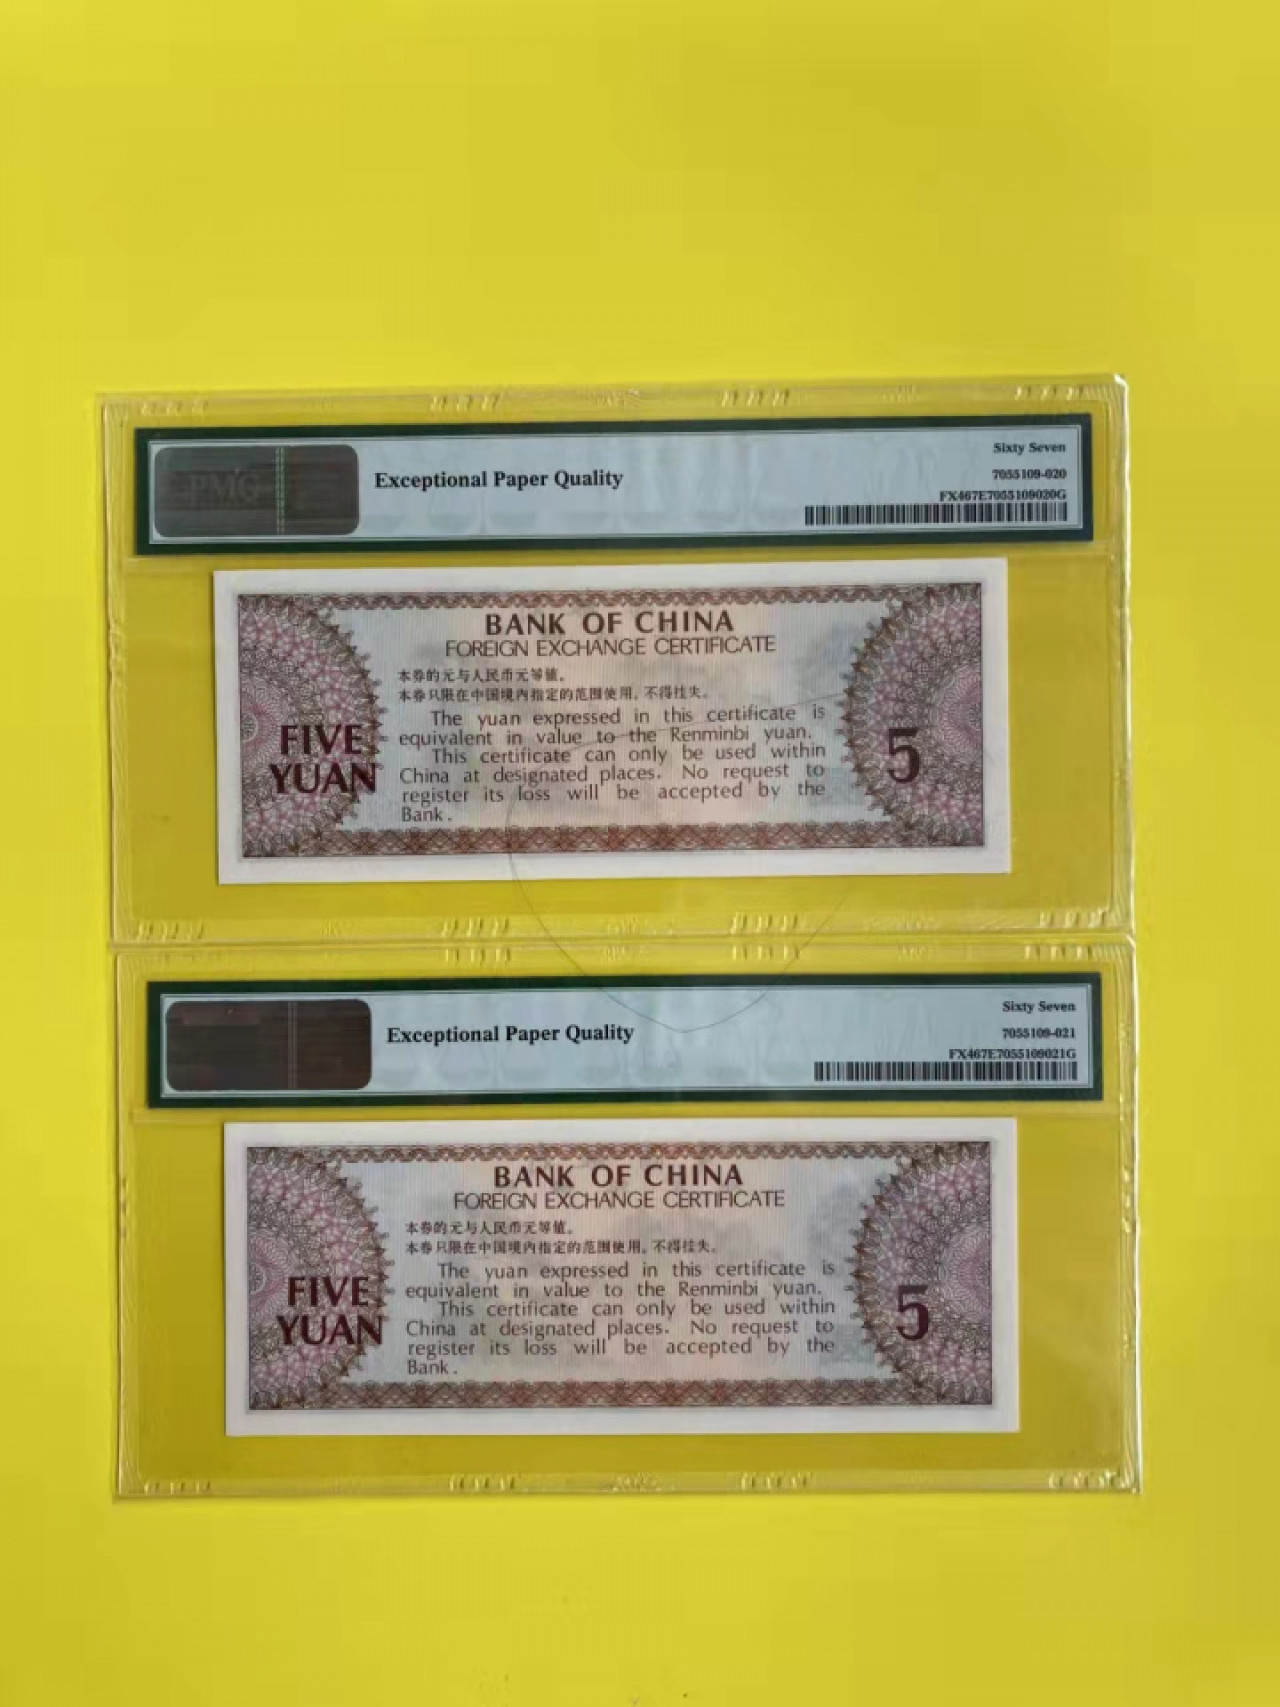 PMG
Exceptional Paper Quality
Sixty Seven
7055109-020
FX467E7055109020G
BANK OF CHINA
FOREIGN EXCHANGE CERTIFICATE
本券的元与人民币元等值。
本券只限在中国境内指定的范围使用，不得挂失。
The yuan expressed in this certificate is
equivalent in value to the Renminbi yuan.
This certificate can only be used within
China at designated places. No request to
register its loss will be accepted by the
Bank.
FIVE
YUAN
5
Exceptional Paper Quality
Sixty Seven
7055109-021
FX467E7055109021G
BANK OF CHINA
FOREIGN EXCHANGE CERTIFICATE
本券的元与人民币元等值。
本券只限在中国境内指定的范围使用，不得挂失。
The yuan expressed in this certificate is
equivalent in value to the Renminbi yuan.
This certificate can only be used within
China at designated places. No request to
register its loss will be accepted by the
Bank.
FIVE
YUAN
5